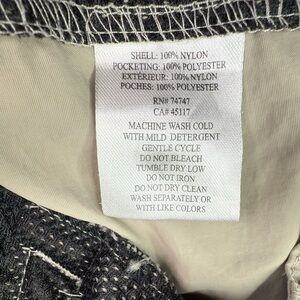 SHELL: 100% NYLON
POCKETING: 100% POLYESTER
EXTÉRIEUR: 100% NYLON
POCHES: 100% POLYESTER
RN# 74747
CA# 45117
MACHINE WASH COLD
WITH MILD DETERGENT
GENTLE CYCLE
DO NOT BLEACH
TUMBLE DRY LOW
DO NOT IRON
DO NOT DRY CLEAN
WASH SEPARATELY OR
WITH LIKE COLORS